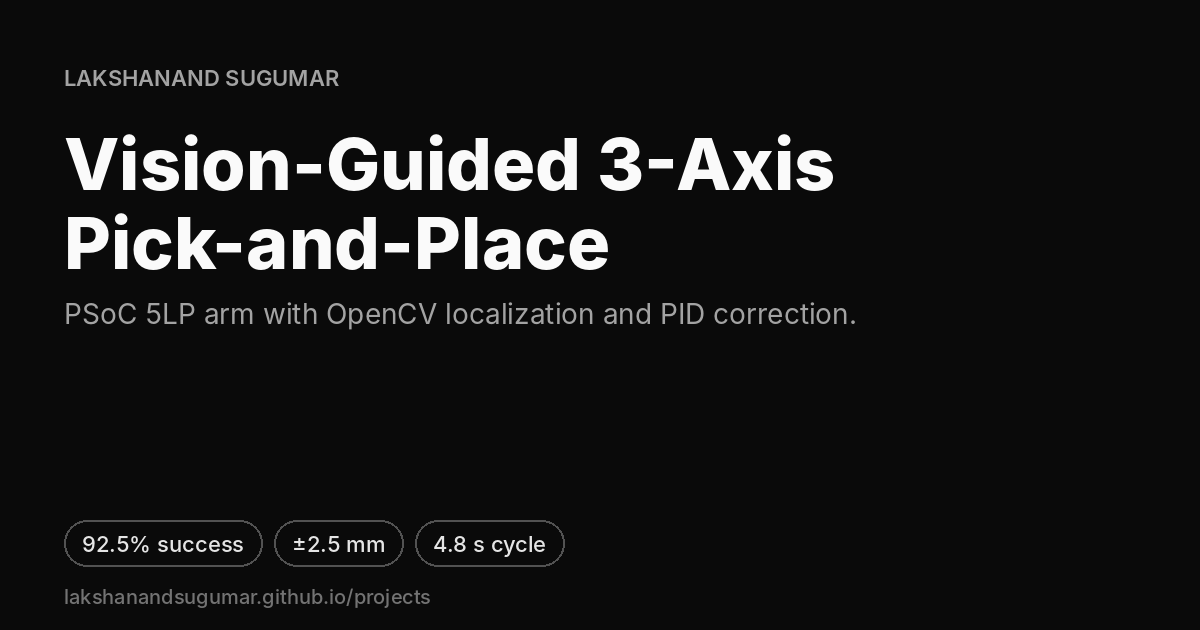 LAKSHANAND SUGUMAR
Vision-Guided 3-Axis
Pick-and-Place
PSoC 5LP arm with OpenCV localization and PID correction.
92.5% success
±2.5 mm
4.8 s cycle
lakshanandsugumar.github.io/projects